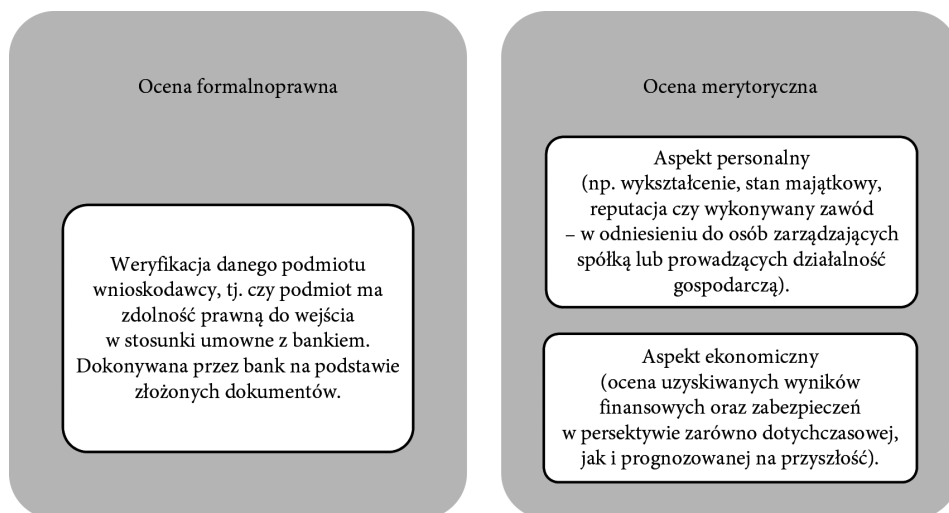 Ocena formalnoprawna
Weryfikacja danego podmiotu
wnioskodawcy, tj. czy podmiot ma
zdolność prawną do wejścia
w stosunki umowne z bankiem.
Dokonywana przez bank na podstawie
złożonych dokumentów.
Ocena merytoryczna
Aspekt personalny
(np. wykształcenie, stan majątkowy,
reputacja czy wykonywany zawód
– w odniesieniu do osób zarządzających
spółką lub prowadzących działalność
gospodarczą).
Aspekt ekonomiczny
(ocena uzyskiwanych wyników
finansowych oraz zabezpieczeń
w persektywie zarówno dotychczasowej,
jak i prognozowanej na przyszłość).